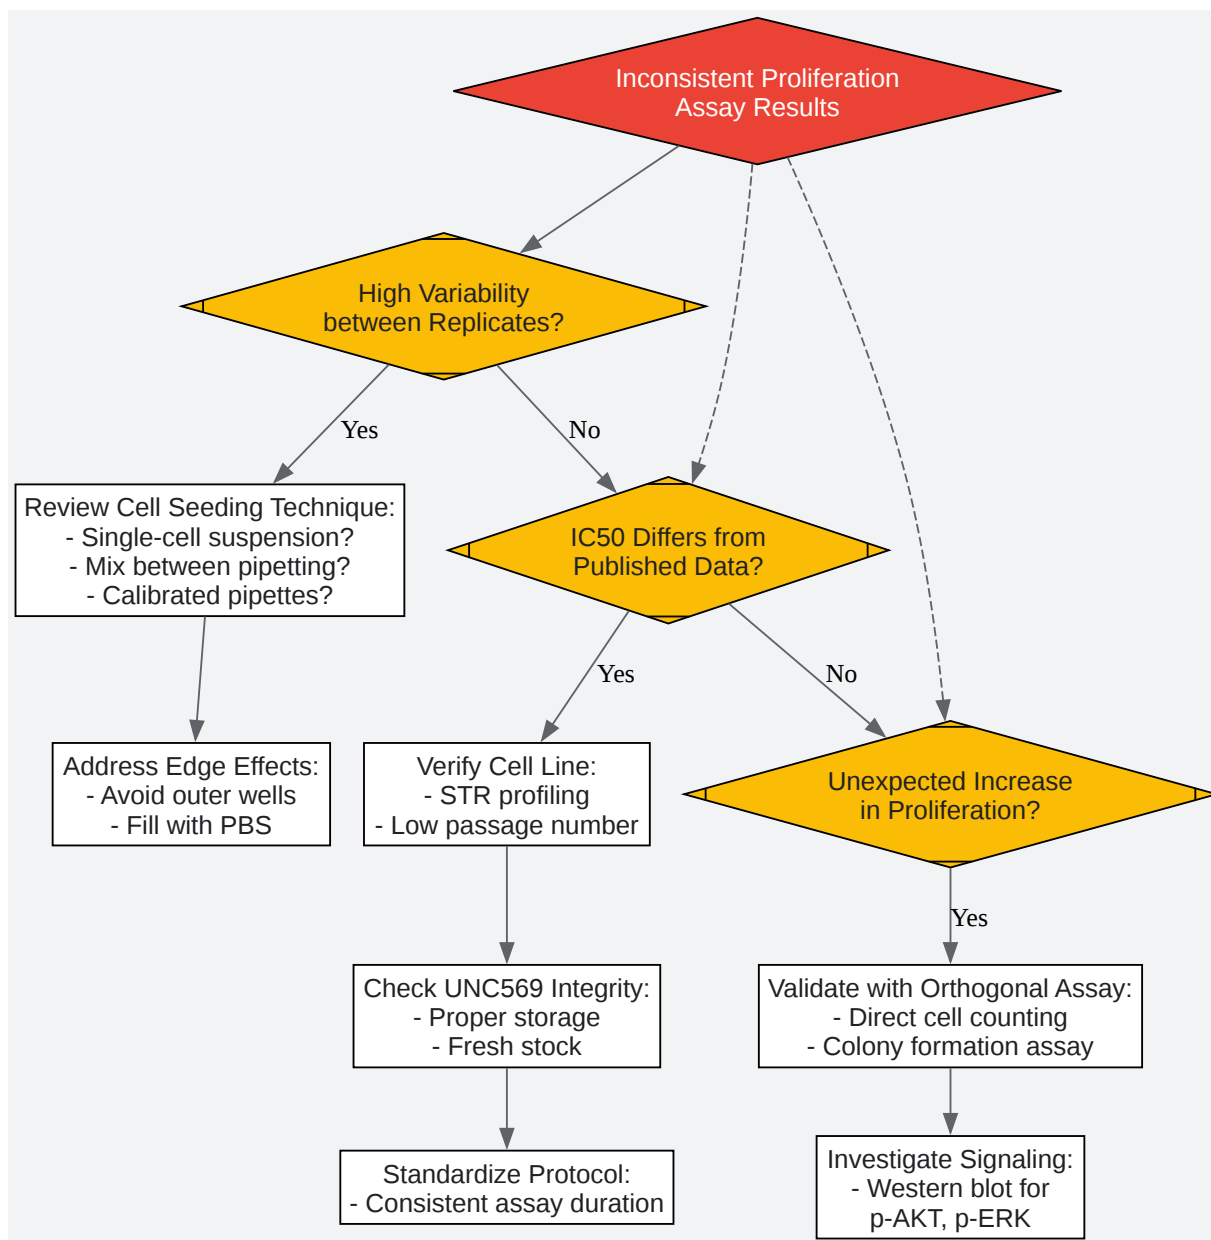 Inconsistent Proliferation
Assay Results
High Variability
between Replicates?
Yes
No
Review Cell Seeding Technique:
- Single-cell suspension?
- Mix between pipetting?
- Calibrated pipettes?
IC50 Differs from
Published Data?
Yes
No
Address Edge Effects:
- Avoid outer wells
- Fill with PBS
Verify Cell Line:
- STR profiling
- Low passage number
Unexpected Increase
in Proliferation?
Yes
Check UNC569 Integrity:
- Proper storage
- Fresh stock
Validate with Orthogonal Assay:
- Direct cell counting
- Colony formation assay
Standardize Protocol:
- Consistent assay duration
Investigate Signaling:
- Western blot for
p-AKT, p-ERK